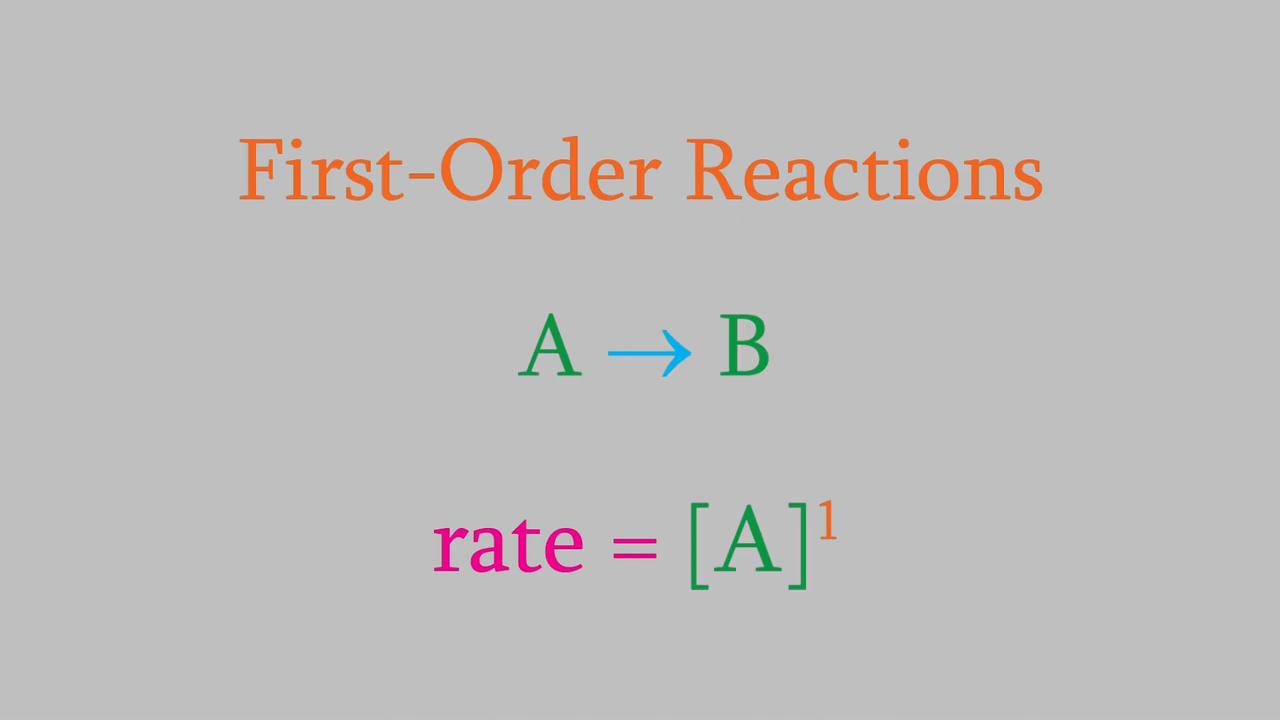 First-Order Reactions
A → B
rate = [A]¹